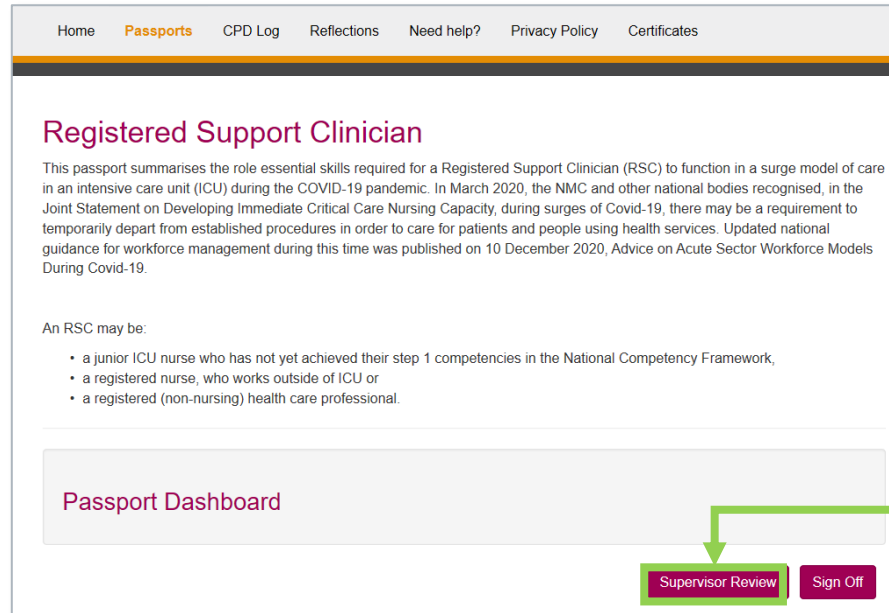 Home Passports CPD Log Reflections Need help? Privacy Policy Certificates
Registered Support Clinician
This passport summarises the role essential skills required for a Registered Support Clinician (RSC) to function in a surge model of care
in an intensive care unit (ICU) during the COVID-19 pandemic. In March 2020, the NMC and other national bodies recognised, in the
Joint Statement on Developing Immediate Critical Care Nursing Capacity, during surges of Covid-19, there may be a requirement to
temporarily depart from established procedures in order to care for patients and people using health services. Updated national
guidance for workforce management during this time was published on 10 December 2020, Advice on Acute Sector Workforce Models
During Covid-19.
An RSC may be:
• a junior ICU nurse who has not yet achieved their step 1 competencies in the National Competency Framework,
• a registered nurse, who works outside of ICU or
• a registered (non-nursing) health care professional.
Passport Dashboard
Supervisor Review Sign Off